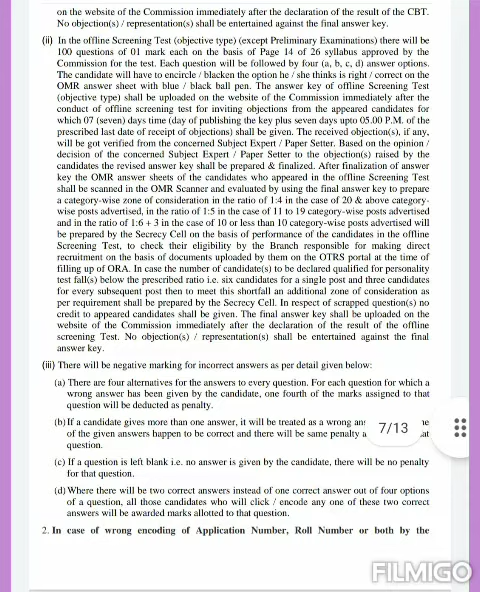 on the website of the Commission immediately after the declaration of the result of the CBT.
No objection(s) / representation(s) shall be entertained against the final answer key.
(ii) In the offline Screening Test (objective type) (except Preliminary Examinations) there will be
100 questions of 01 mark each on the basis of Page 14 of 26 syllabus approved by the
Commission for the test. Each question will be followed by four (a, b, c, d) answer options.
The candidate will have to encircle / blacken the option he / she thinks is right / correct on the
OMR answer sheet with blue / black ball pen. The answer key of offline Screening Test
(objective type) shall be uploaded on the website of the Commission immediately after the
conduct of offline screening test for inviting objections from the appeared candidates for
which 07 (seven) days time (day of publishing the key plus seven days upto 05.00 P.M. of the
prescribed last date of receipt of objections) shall be given. The received objection(s), if any,
will be got verified from the concerned Subject Expert / Paper Setter. Based on the opinion /
decision of the concerned Subject Expert / Paper Setter to the objection(s) raised by the
candidates the revised answer key shall be prepared & finalized. After finalization of answer
key the OMR answer sheets of the candidates who appeared in the offline Screening Test
shall be scanned in the OMR Scanner and evaluated by using the final answer key to prepare
a category-wise zone of consideration in the ratio of 1:4 in the case of 20 & above category-
wise posts advertised, in the ratio of 1:5 in the case of 11 to 19 category-wise posts advertised
and in the ratio of 1:6 + 3 in the case of 10 or less than 10 category-wise posts advertised will
be prepared by the Secrecy Cell on the basis of performance of the candidates in the offline
Screening Test, to check their eligibility by the Branch responsible for making direct
recruitment on the basis of documents uploaded by them on the OTRS portal at the time of
filling up of ORA. In case the number of candidate(s) to be declared qualified for personality
test fall(s) below the prescribed ratio i.e. six candidates for a single post and three candidates
for every subsequent post then to meet this shortfall an additional zone of consideration as
per requirement shall be prepared by the Secrecy Cell. In respect of scrapped question(s) no
credit to appeared candidates shall be given. The final answer key shall be uploaded on the
website of the Commission immediately after the declaration of the result of the offline
screening Test. No objection(s) / representation(s) shall be entertained against the final
answer key.
(iii) There will be negative marking for incorrect answers as per detail given below:
(a) There are four alternatives for the answers to every question. For each question for which a
wrong answer has been given by the candidate, one fourth of the marks assigned to that
question will be deducted as penalty.
(b) If a candidate gives more than one answer, it will be treated as a wrong
of the given answers happen to be correct and there will be same penalty
question.
7/13
(c) If a question is left blank i.e. no answer is given by the candidate, there will be no penalty
for that question.
(d) Where there will be two correct answers instead of one correct answer out of four options
of a question, all those candidates who will click / encode any one of these two correct
answers will be awarded marks allotted to that question.
2. In case of wrong encoding of Application Number, Roll Number or both by the
FILMIGO